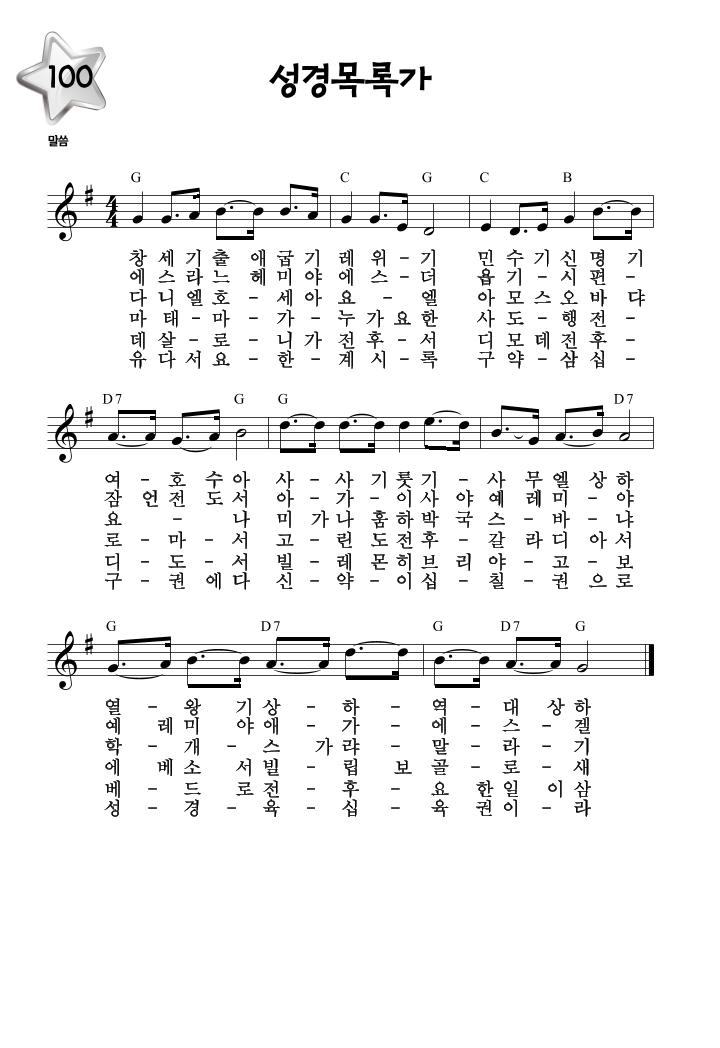 100
성경목록가
말씀
G C G C B
창 세 기 출 애 굽 기 레 위 - 기 민 수 기 신 명 기
에 스 라 느 헤 미 야 에 스 - 더 욥 기 - 시 편 -
다 니 엘 호 - 세 아 요 - 엘 아 모 스 오 바 댜
마 태 - 마 - 가 - 누 가 요 한 사 도 - 행 전 -
데 살 - 로 - 니 가 전 후 - 서 디 모 데 전 후 -
유 다 서 요 - 한 - 계 시 - 록 구 약 - 삼 십 -
D7 G G D7
여 - 호 수 아 사 - 사 기 룻 기 - 사 무 엘 상 하
잠 언 전 도 서 아 - 가 - 이 사 야 예 레 미 - 야
요 - 나 미 가 나 훔 하 박 국 스 - 바 - 냐
로 - 마 - 서 고 - 린 도 전 후 - 갈 라 디 아 서
디 - 도 - 서 빌 - 레 몬 히 브 리 야 - 고 - 보
구 - 권 에 다 신 - 약 - 이 십 - 칠 - 권 으 로
G D7 G D7 G
열 - 왕 기 상 - 하 - 역 - 대 상 하
예 레 미 야 애 - 가 - 에 - 스 - 겔
학 - 개 - 스 가 랴 - 말 - 라 - 기
에 베 소 서 빌 - 립 보 골 - 로 - 새
베 - 드 로 전 - 후 - 요 한 일 이 삼
성 - 경 - 육 - 십 - 육 권 이 - 라